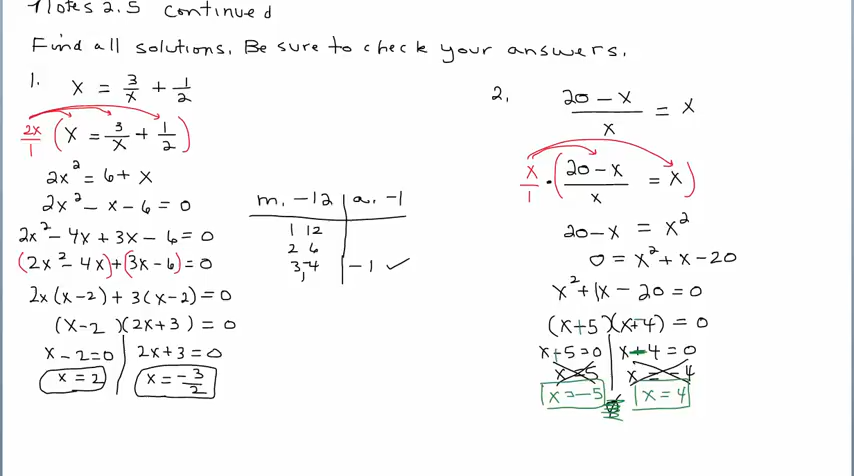 Notes 2.5 continued
Find all solutions. Be sure to check your answers.
1. x = 3/x + 1/2
2x/1 (x = 3/x + 1/2)
2x² = 6 + x
2x² - x - 6 = 0
2x² - 4x + 3x - 6 = 0
(2x² - 4x) + (3x - 6) = 0
2x(x - 2) + 3(x - 2) = 0
(x - 2)(2x + 3) = 0
x - 2 = 0 | 2x + 3 = 0
x = 2 | x = -3/2
m. -12 | a. -1
1 12
2 6
3, -4 | -1 ✓
2. (20 - x)/x = x
x/1 · ((20 - x)/x = x)
20 - x = x²
0 = x² + x - 20
x² + 1x - 20 = 0
(x + 5)(x - 4) = 0
x + 5 = 0 | x - 4 = 0
x = 5 | x = -4
x = -5 | x = 4